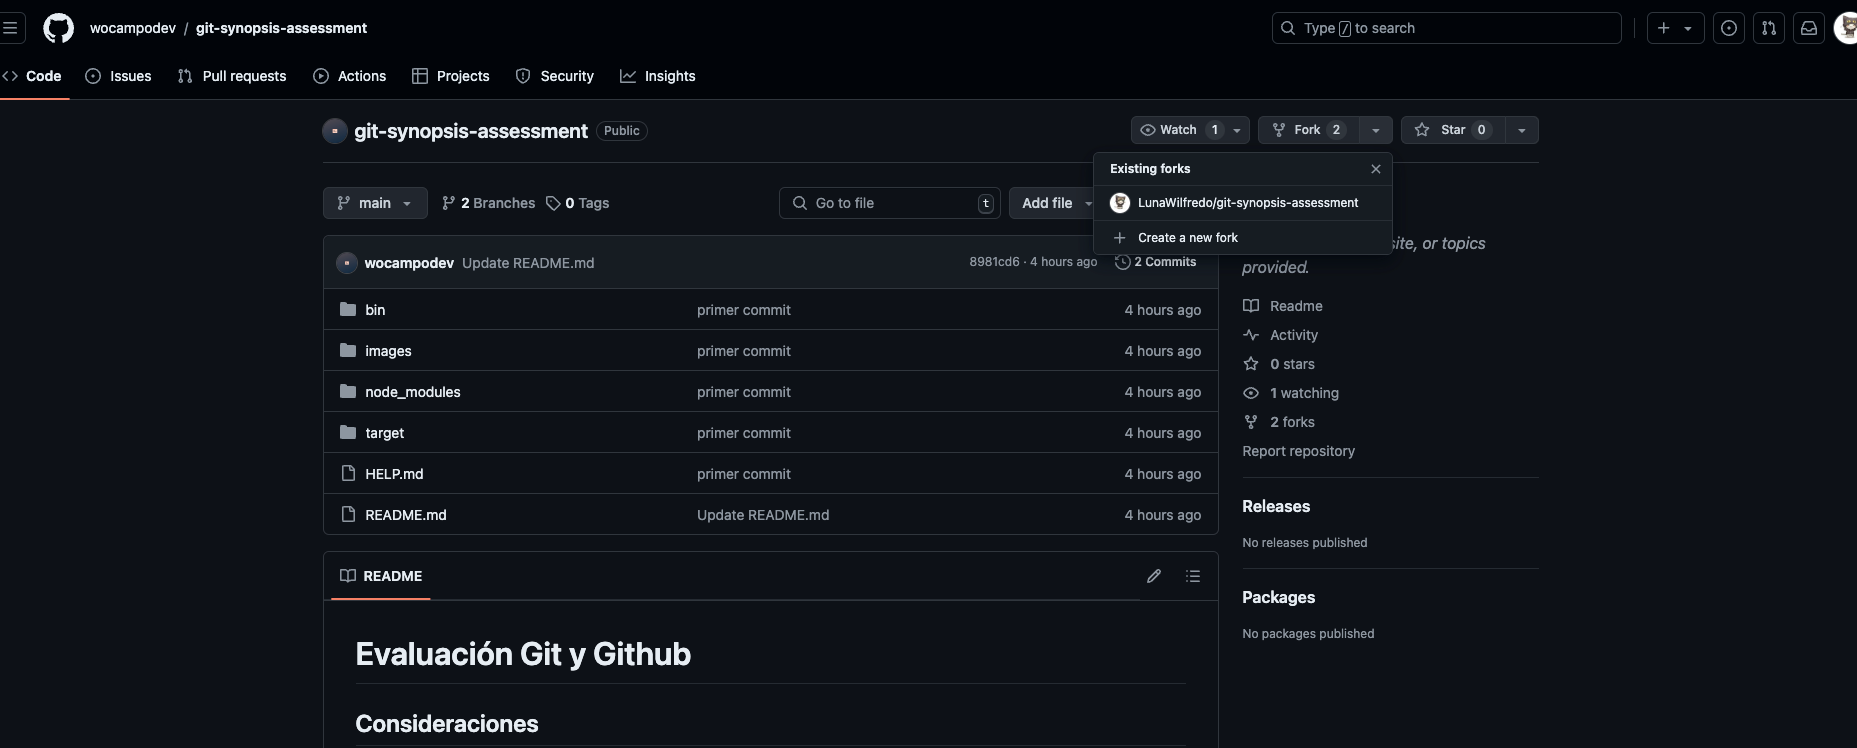 wocampodev / git-synopsis-assessment
Type / to search
Code Issues Pull requests Actions Projects Security Insights
git-synopsis-assessment Public
Watch 1 Fork 2 Star 0
Existing forks
LunaWilfredo/git-synopsis-assessment
Create a new fork
main 2 Branches 0 Tags Go to file t Add file
site, or topics
provided.
wocampodev Update README.md 8981cd6 · 4 hours ago 2 Commits
bin primer commit 4 hours ago
images primer commit 4 hours ago
node_modules primer commit 4 hours ago
target primer commit 4 hours ago
HELP.md primer commit 4 hours ago
README.md Update README.md 4 hours ago
Readme
Activity
0 stars
1 watching
2 forks
Report repository
Releases
No releases published
Packages
No packages published
README
Evaluación Git y Github
Consideraciones